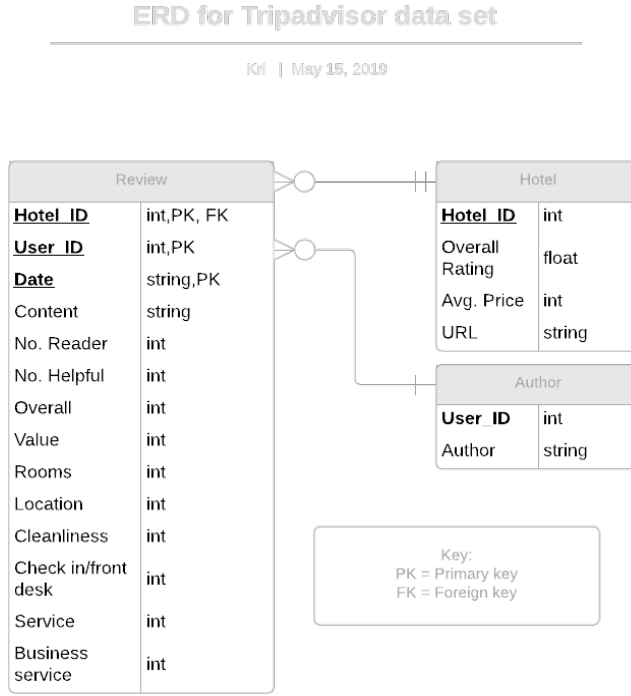 ERD for Tripadvisor data set
Kri | May 15, 2019
Review
Hotel_ID int,PK, FK
User_ID int,PK
Date string,PK
Content string
No. Reader int
No. Helpful int
Overall int
Value int
Rooms int
Location int
Cleanliness int
Check in/front
desk int
Service int
Business
service int
Hotel
Hotel_ID int
Overall
Rating float
Avg. Price int
URL string
Author
User_ID int
Author string
Key:
PK = Primary key
FK = Foreign key